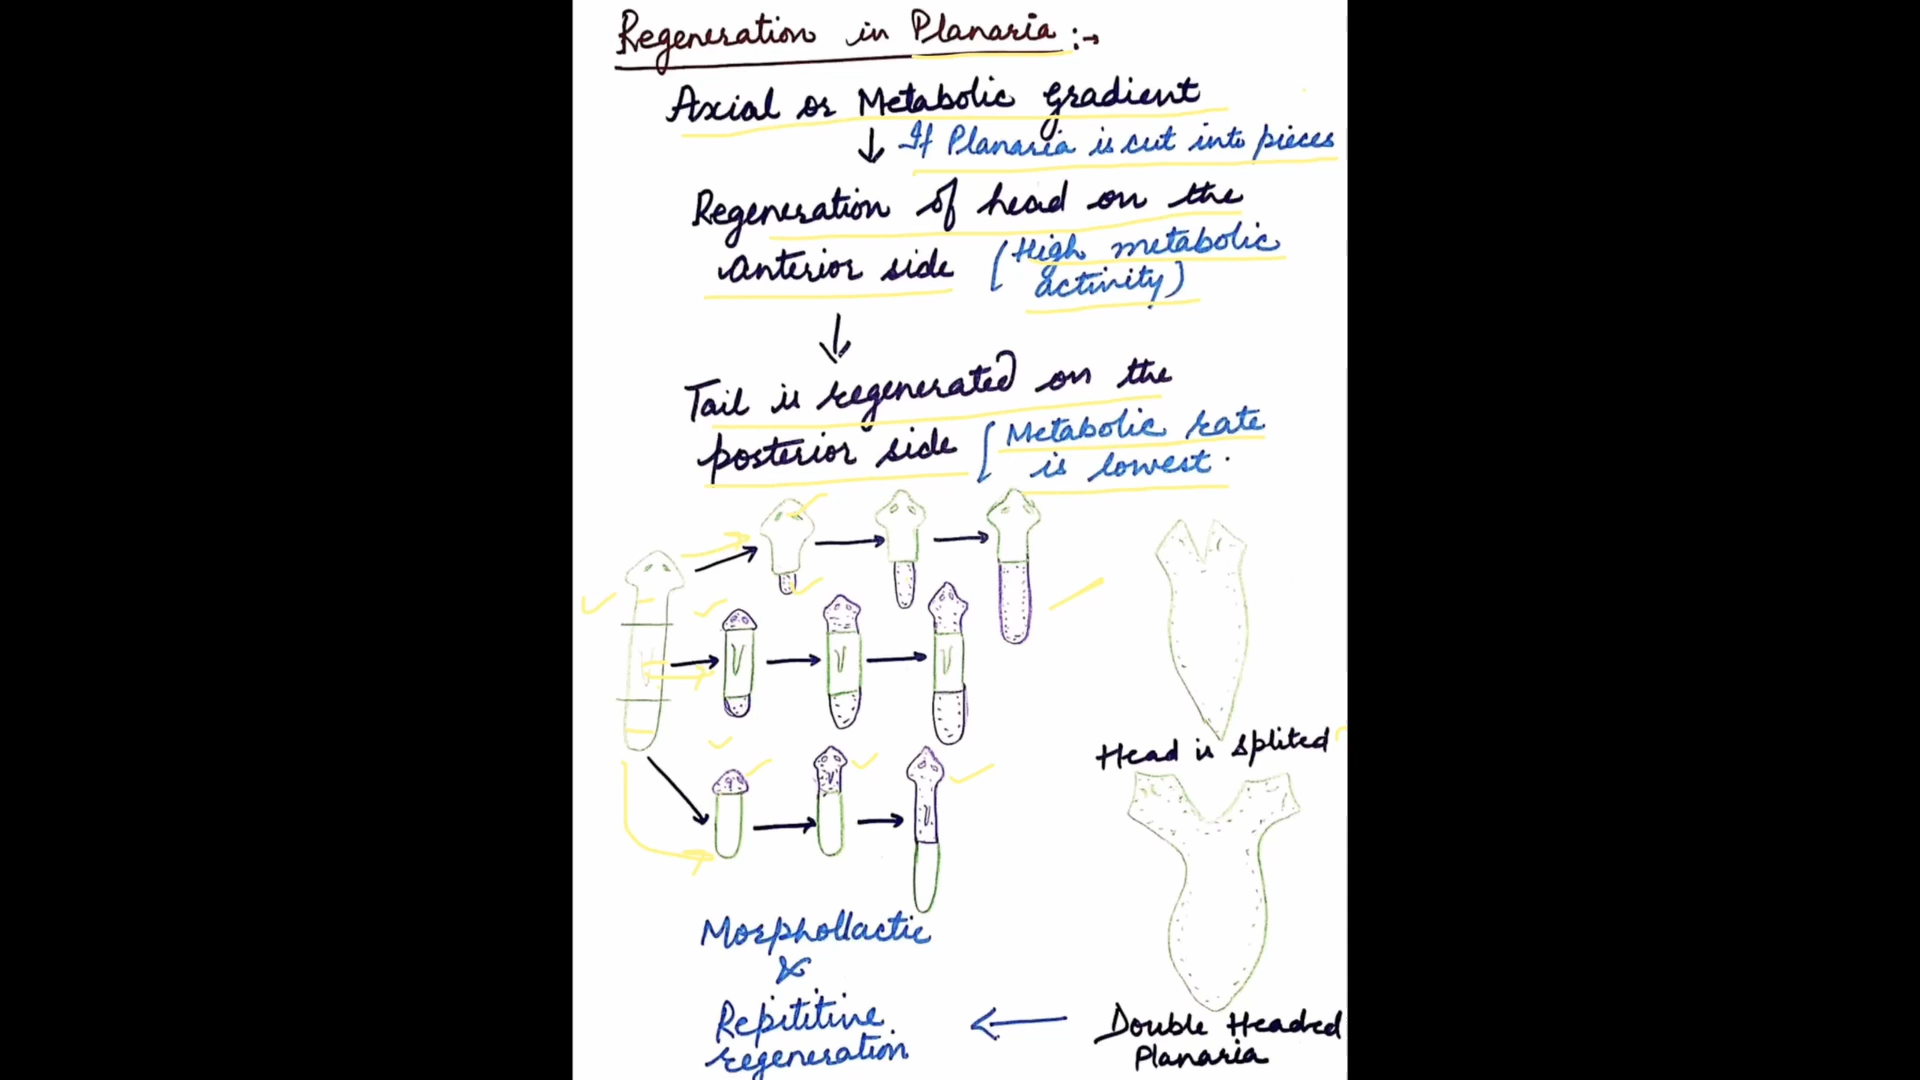 Regeneration in Planaria :→
Axial or Metabolic gradient
↓ If Planaria is cut into pieces
Regeneration of head on the
anterior side (High metabolic
activity)
↓
Tail is regenerated on the
posterior side [Metabolic rate
is lowest.
Head is splited
Morphollactic
&
Repititive
regeneration
Double Headed
Planaria